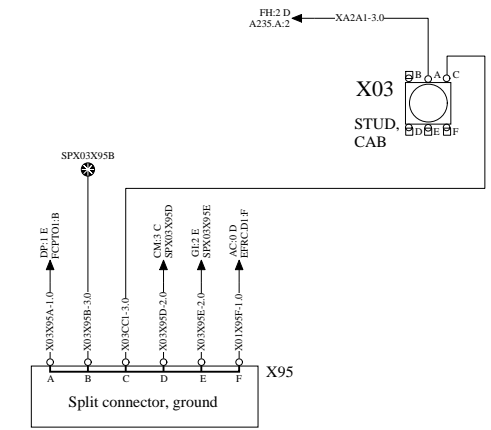 FH:2 D
A235.A:2
XA2A1-3.0
B
A
C
X03
STUD,
CAB
D
E
F
SPX03X95B
DP:1 E
FCPTO1:B
CM:3 C
SPX03X95D
GI:2 E
SPX03X95E
AC:0 D
EFRC.D1:F
X03X95A-1.0
X03X95B-3.0
X03CC1-3.0
X03X95D-2.0
X03X95E-2.0
X01X95F-1.0
X95
A
B
C
D
E
F
Split connector, ground